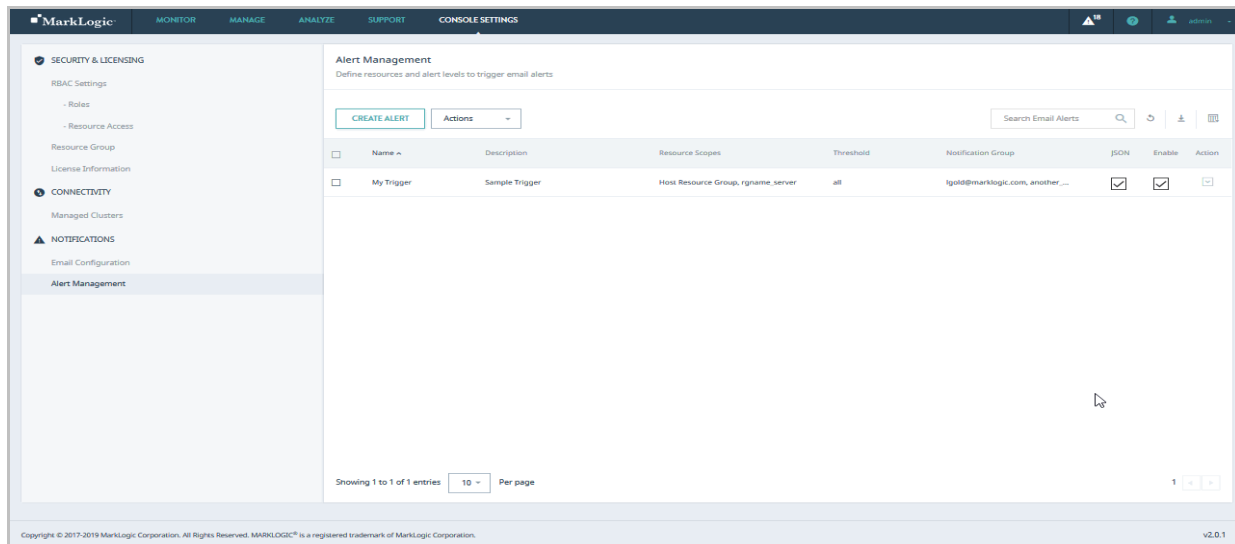 MarkLogic MONITOR MANAGE ANALYZE SUPPORT CONSOLE SETTINGS 18 ? admin
SECURITY & LICENSING
RBAC Settings
- Roles
- Resource Access
Resource Group
License Information
CONNECTIVITY
Managed Clusters
NOTIFICATIONS
Email Configuration
Alert Management
Alert Management
Define resources and alert levels to trigger email alerts
CREATE ALERT Actions Search Email Alerts
Name Description Resource Scopes Threshold Notification Group JSON Enable Action
My Trigger Sample Trigger Host Resource Group, rgname_server all lgold@marklogic.com, another_...
Showing 1 to 1 of 1 entries 10 Per page 1 < >
Copyright © 2017-2019 MarkLogic Corporation. All Rights Reserved. MARKLOGIC® is a registered trademark of MarkLogic Corporation. v2.0.1